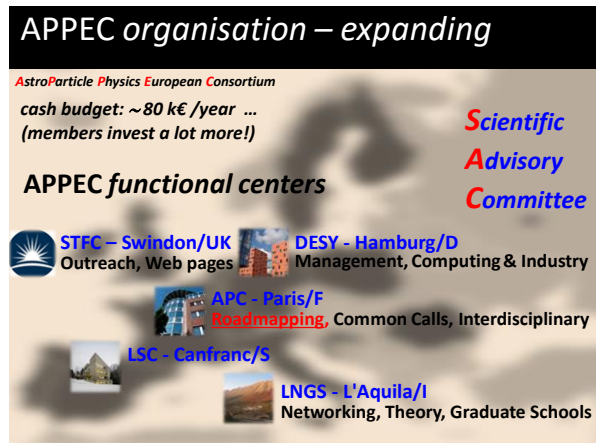 APPEC organisation – expanding
AstroParticle Physics European Consortium
cash budget: ~80 k€ /year ...
(members invest a lot more!)
Scientific
Advisory
Committee
APPEC functional centers
STFC – Swindon/UK
Outreach, Web pages
DESY - Hamburg/D
Management, Computing & Industry
APC - Paris/F
Roadmapping, Common Calls, Interdisciplinary
LSC - Canfranc/S
LNGS - L'Aquila/I
Networking, Theory, Graduate Schools